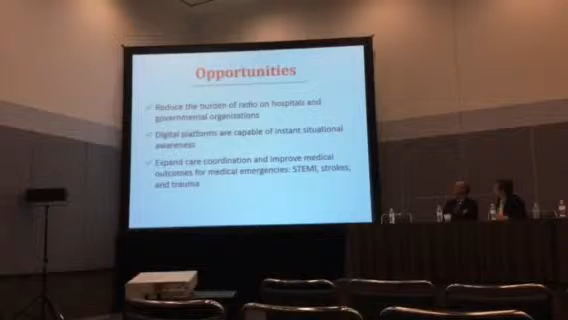 Opportunities
Reduce the burden of radio on hospitals and
governmental organizations
Digital platforms are capable of instant situational
awareness
Expand care coordination and improve medical
outcomes for medical emergencies: STEMI, strokes,
and trauma